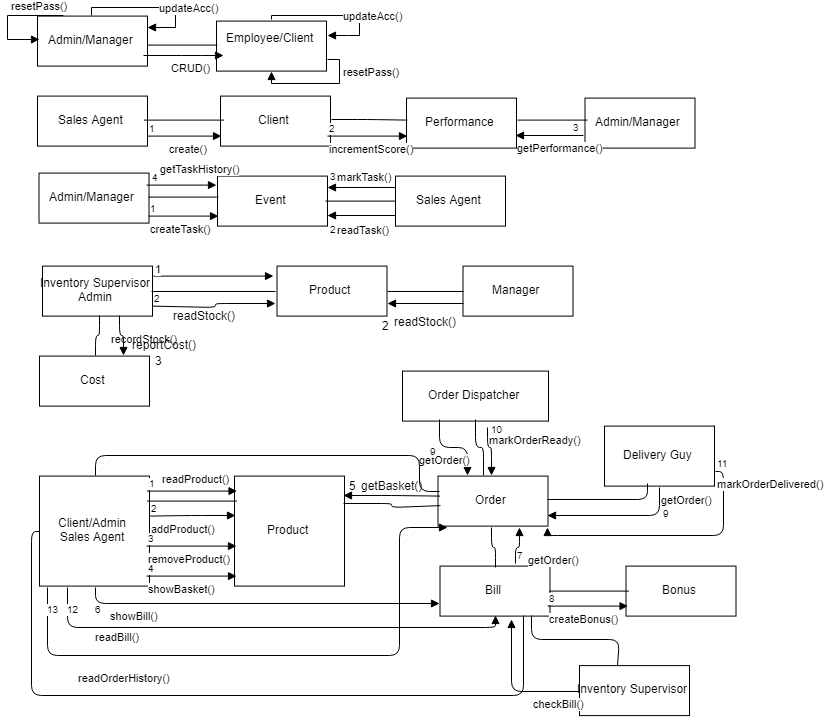 resetPass()
updateAcc()
Admin/Manager
CRUD()
Employee/Client
updateAcc()
resetPass()
Sales Agent
1
create()
Client
2
incrementScore()
Performance
3
getPerformance()
Admin/Manager
Admin/Manager
4
getTaskHistory()
1
createTask()
Event
3
markTask()
2
readTask()
Sales Agent
Inventory Supervisor
Admin
1
2
readStock()
Product
2
readStock()
Manager
recordStock()
reportCost()
3
Cost
Order Dispatcher
9
getOrder()
10
markOrderReady()
Delivery Guy
11
markOrderDelivered()
getOrder()
9
Client/Admin
Sales Agent
1
readProduct()
2
addProduct()
3
removeProduct()
4
showBasket()
Product
5
getBasket()
Order
7
getOrder()
Bill
8
createBonus()
Bonus
13
12
6
showBill()
readBill()
readOrderHistory()
checkBill()
Inventory Supervisor